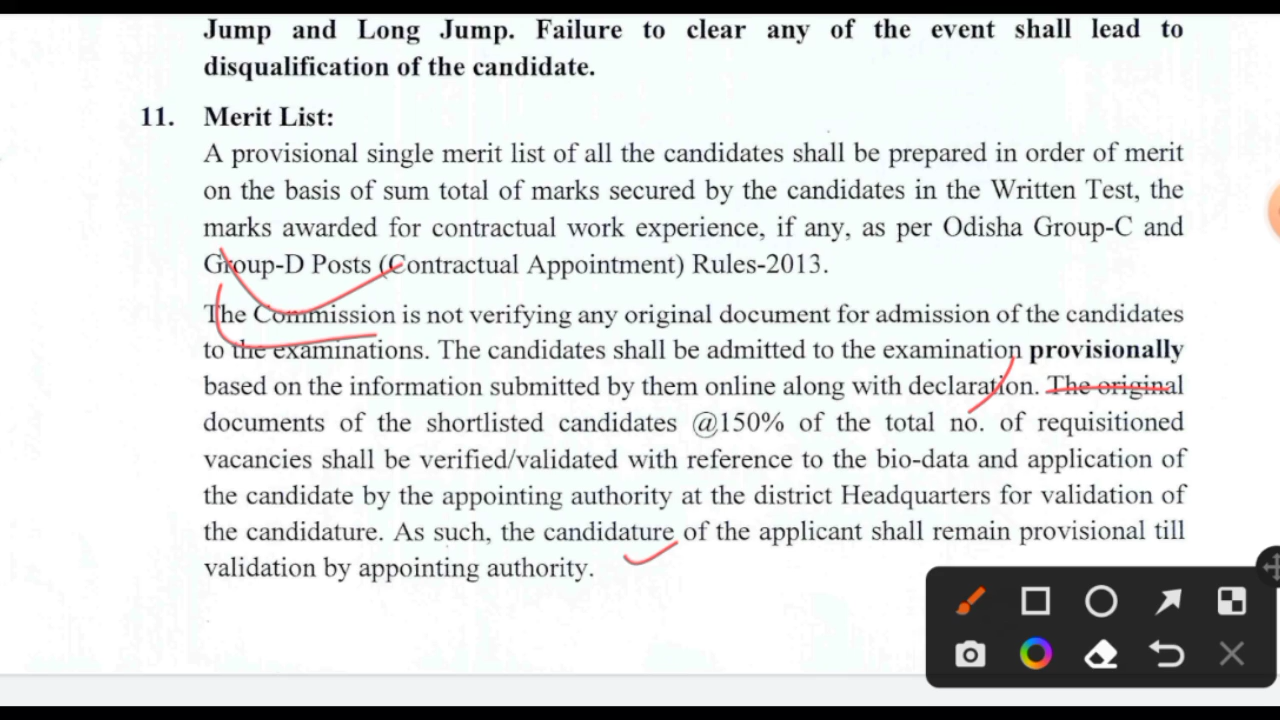 Jump and Long Jump. Failure to clear any of the event shall lead to
disqualification of the candidate.
11. Merit List:
A provisional single merit list of all the candidates shall be prepared in order of merit
on the basis of sum total of marks secured by the candidates in the Written Test, the
marks awarded for contractual work experience, if any, as per Odisha Group-C and
Group-D Posts (Contractual Appointment) Rules-2013.
The Commission is not verifying any original document for admission of the candidates
to the examinations. The candidates shall be admitted to the examination provisionally
based on the information submitted by them online along with declaration. The original
documents of the shortlisted candidates @150% of the total no. of requisitioned
vacancies shall be verified/validated with reference to the bio-data and application of
the candidate by the appointing authority at the district Headquarters for validation of
the candidature. As such, the candidature of the applicant shall remain provisional till
validation by appointing authority.